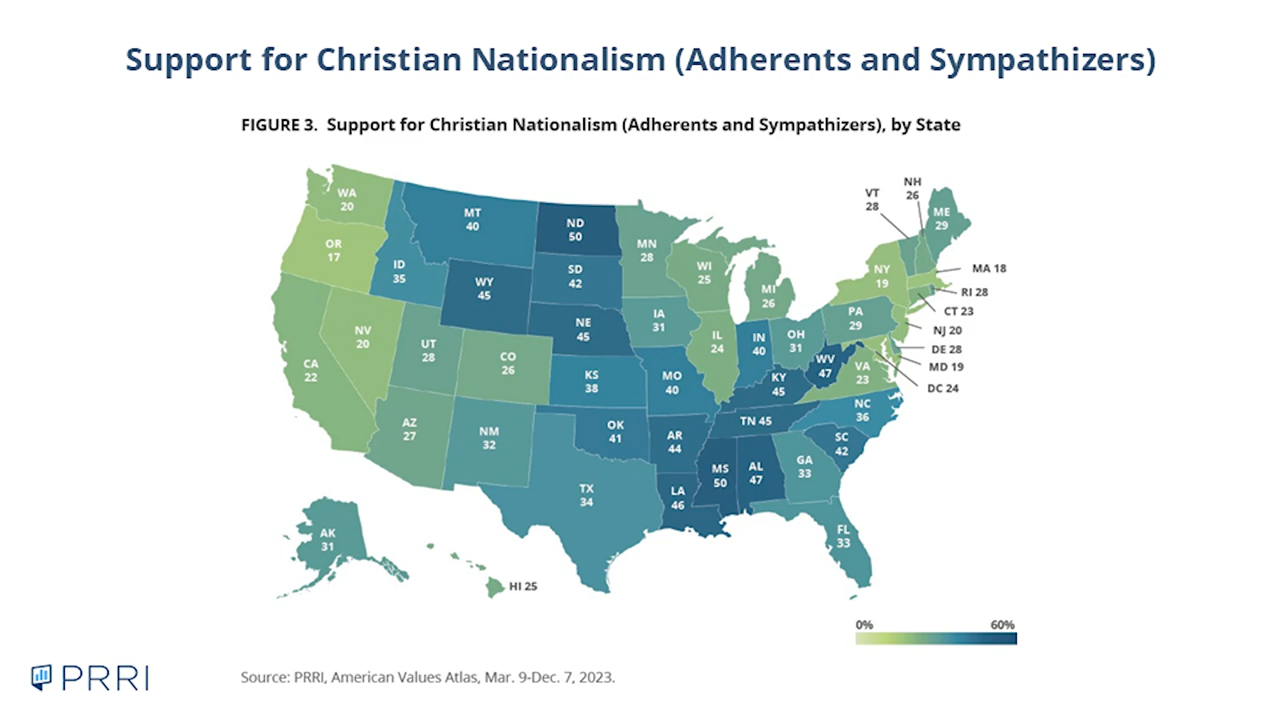 Support for Christian Nationalism (Adherents and Sympathizers)
FIGURE 3. Support for Christian Nationalism (Adherents and Sympathizers), by State
WA
20
OR
17
CA
22
NV
20
ID
35
MT
40
WY
45
UT
28
CO
26
AZ
27
NM
32
ND
50
SD
42
NE
45
KS
38
OK
41
TX
34
MN
28
IA
31
MO
40
AR
44
LA
46
WI
25
IL
24
MI
26
IN
40
OH
31
KY
45
TN 45
MS
50
AL
47
GA
33
FL
33
SC
42
NC
36
VA
23
WV
47
PA
29
NY
19
VT
28
NH
26
ME
29
MA 18
RI 28
CT 23
NJ 20
DE 28
MD 19
DC 24
AK
31
HI 25
0% 60%
PRRI
Source: PRRI, American Values Atlas, Mar. 9-Dec. 7, 2023.